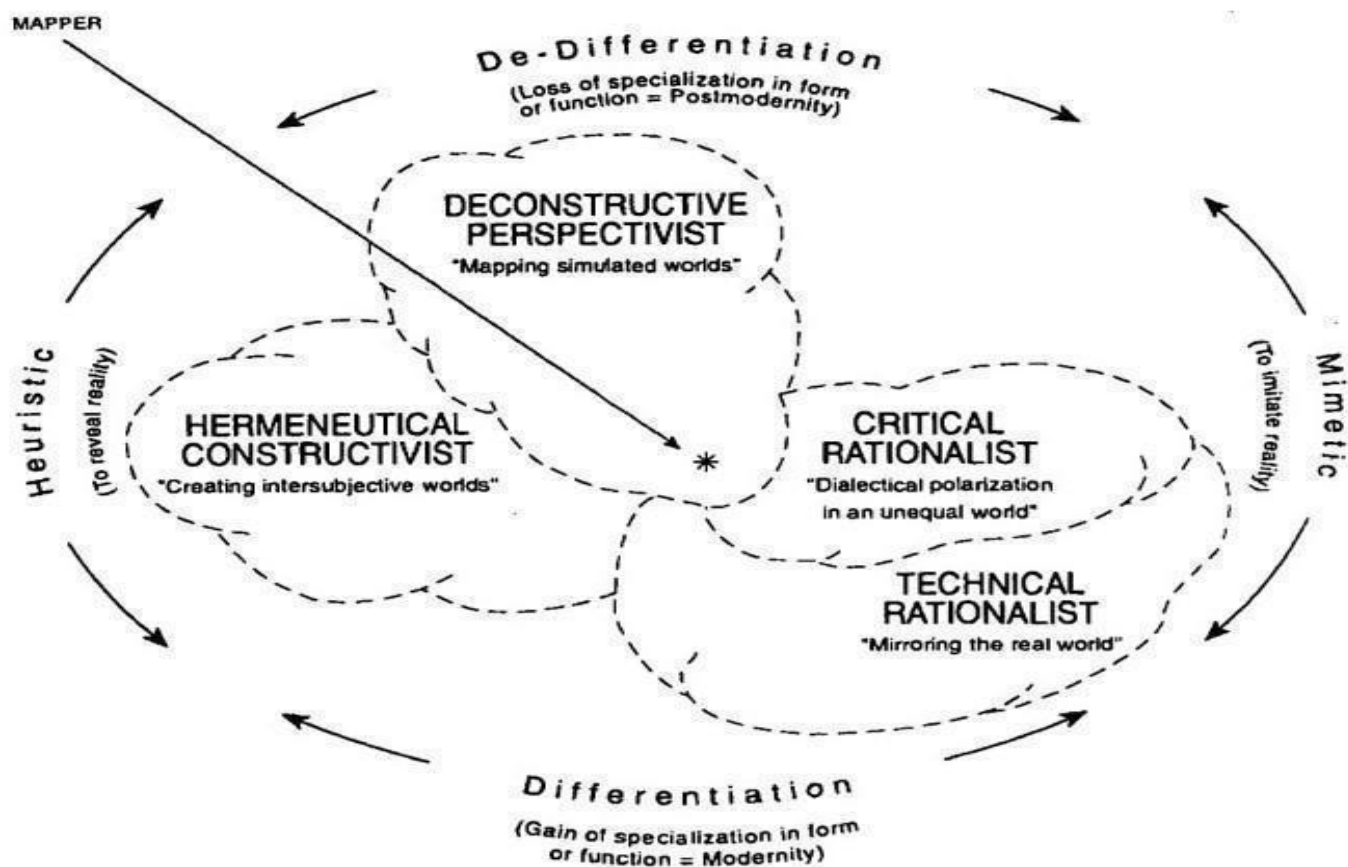 MAPPER
De-Differentiation
(Loss of specialization in form
or function = Postmodernity)
DECONSTRUCTIVE
PERSPECTIVIST
"Mapping simulated worlds"
Heuristic
(To reveal reality)
HERMENEUTICAL
CONSTRUCTIVIST
"Creating intersubjective worlds"
CRITICAL
RATIONALIST
"Dialectical polarization
in an unequal world"
Mimetic
(To imitate reality)
TECHNICAL
RATIONALIST
"Mirroring the real world"
Differentiation
(Gain of specialization in form
or function = Modernity)